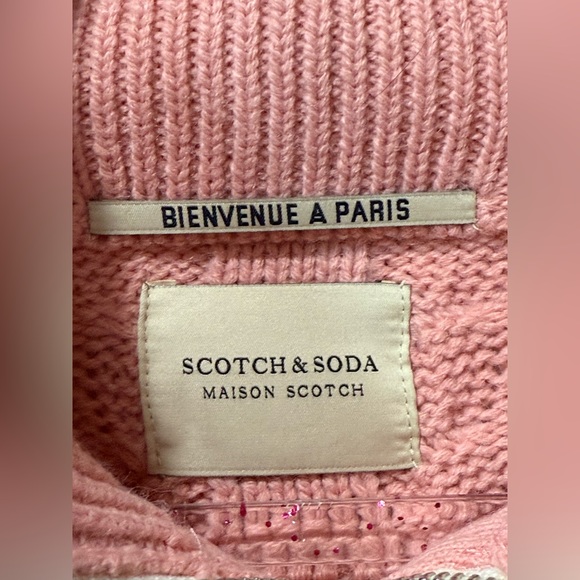 BIENVENUE A PARIS
SCOTCH & SODA
MAISON SCOTCH